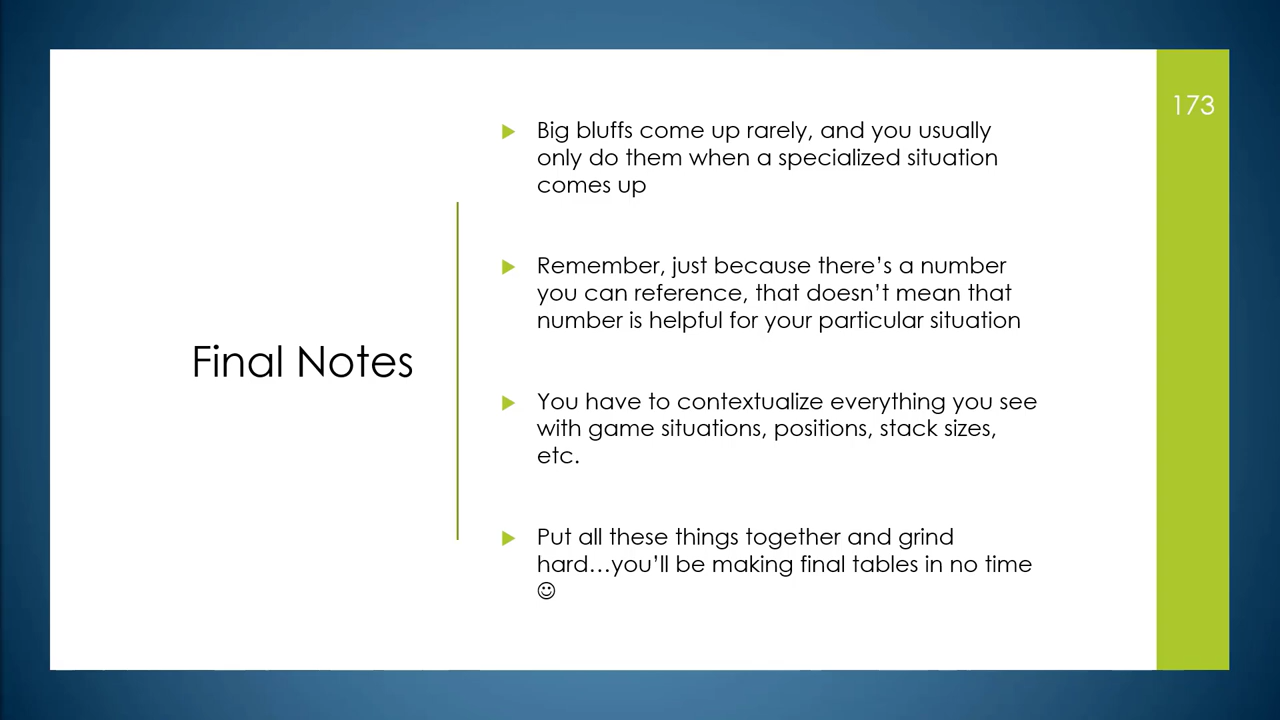 173
Final Notes
Big bluffs come up rarely, and you usually
only do them when a specialized situation
comes up
Remember, just because there’s a number
you can reference, that doesn’t mean that
number is helpful for your particular situation
You have to contextualize everything you see
with game situations, positions, stack sizes,
etc.
Put all these things together and grind
hard…you’ll be making final tables in no time
☺